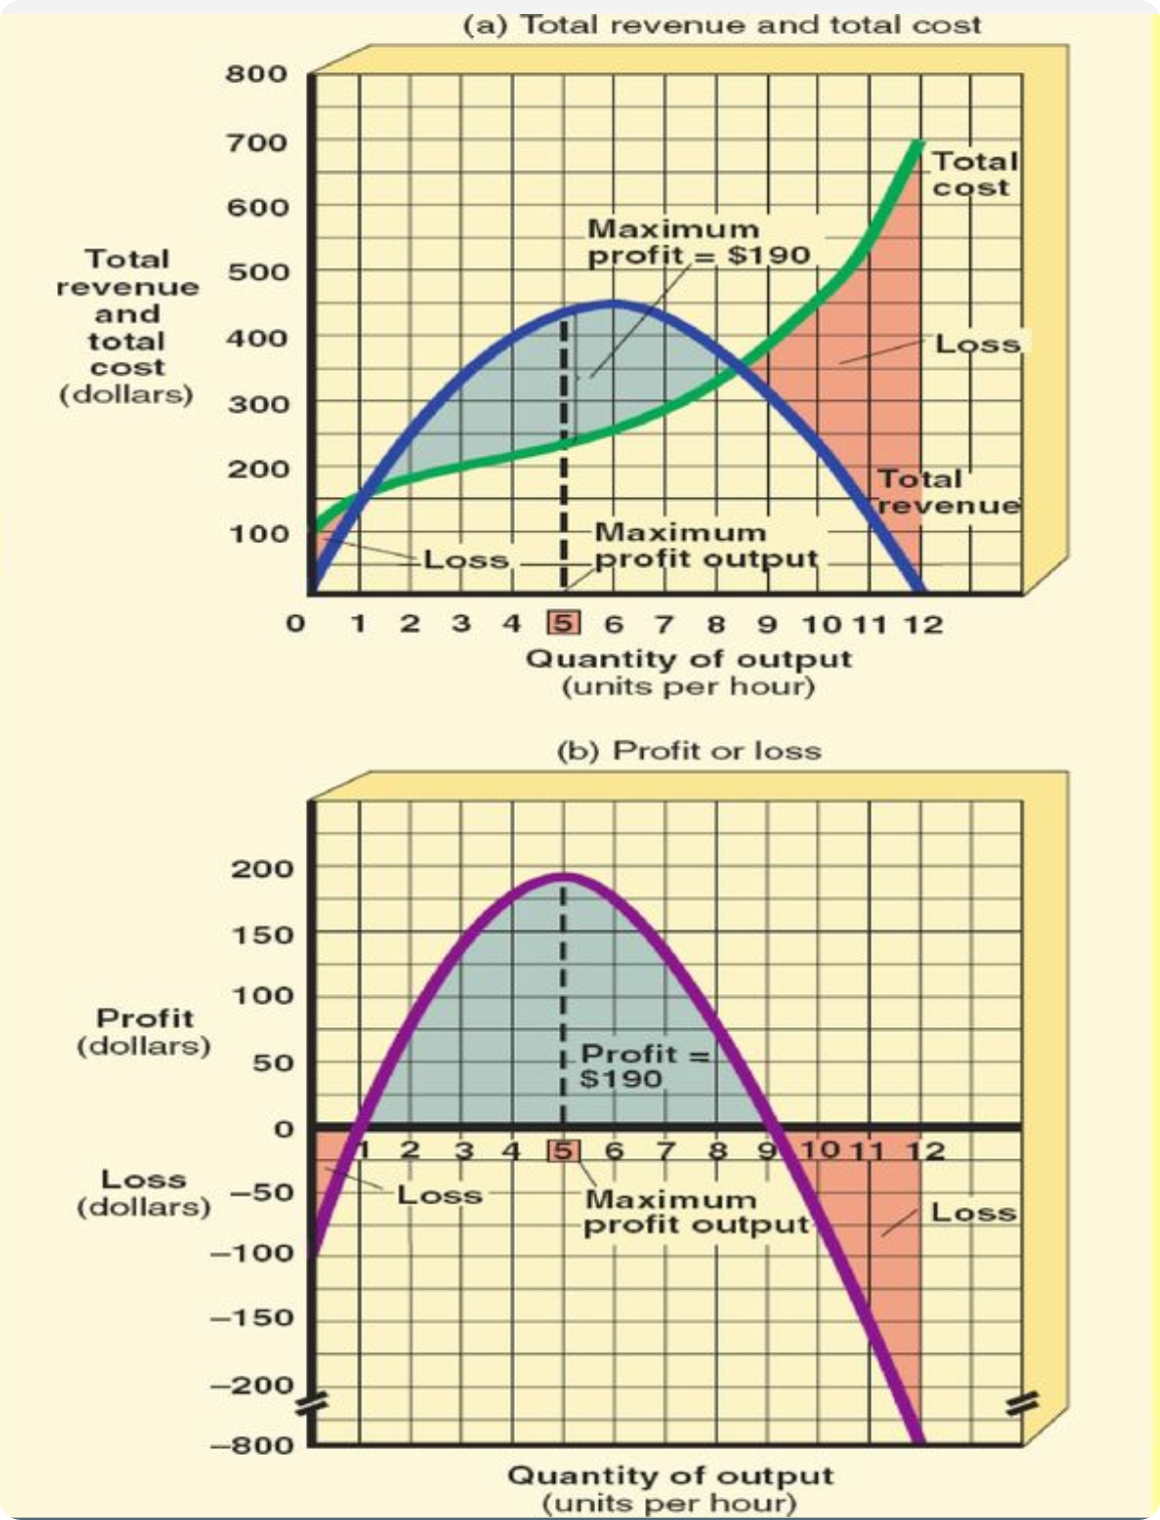 (a) Total revenue and total cost
800
700
600
500
400
300
200
100
Total
revenue
and
total
cost
(dollars)
Total
cost
Maximum
profit = $190
Loss
Total
revenue
Maximum
profit output
Loss
0 1 2 3 4 5 6 7 8 9 10 11 12
Quantity of output
(units per hour)
(b) Profit or loss
200
150
100
50
0
–50
–100
–150
–200
–800
Profit
(dollars)
Loss
(dollars)
Profit =
$190
1 2 3 4 5 6 7 8 9 10 11 12
Loss
Maximum
profit output
Loss
Quantity of output
(units per hour)